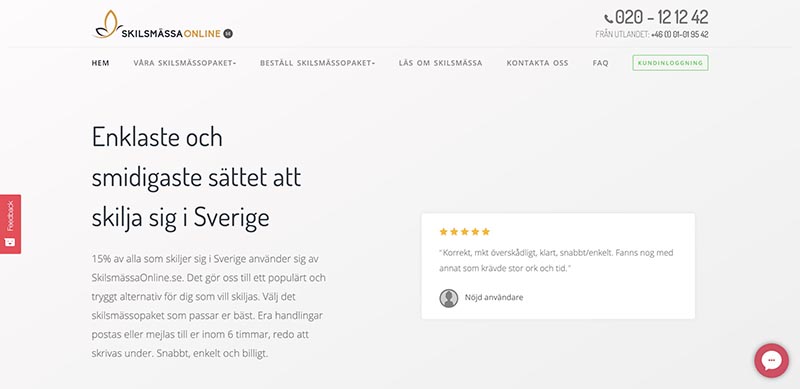 SKILSMÄSSAONLINE SE
020 - 12 12 42
FRÅN UTLANDET: +46 (0) 01-01 95 42
HEM VÅRA SKILSMÄSSOPAKET BESTÄLL SKILSMÄSSOPAKET LÄS OM SKILSMÄSSA KONTAKTA OSS FAQ KUNDINLOGGNING
Enklaste och
smidigaste sättet att
skilja sig i Sverige
15% av alla som skiljer sig i Sverige använder sig av
SkilsmässaOnline.se. Det gör oss till ett populärt och
tryggt alternativ för dig som vill skiljas. Välj det
skilsmässopaket som passar er bäst. Era handlingar
postas eller mejlas till er inom 6 timmar, redo att
skrivas under. Snabbt, enkelt och billigt.
"Korrekt, mkt överskådligt, klart, snabbt/enkelt. Fanns nog med
annat som krävde stor ork och tid."
Nöjd användare
Feedback